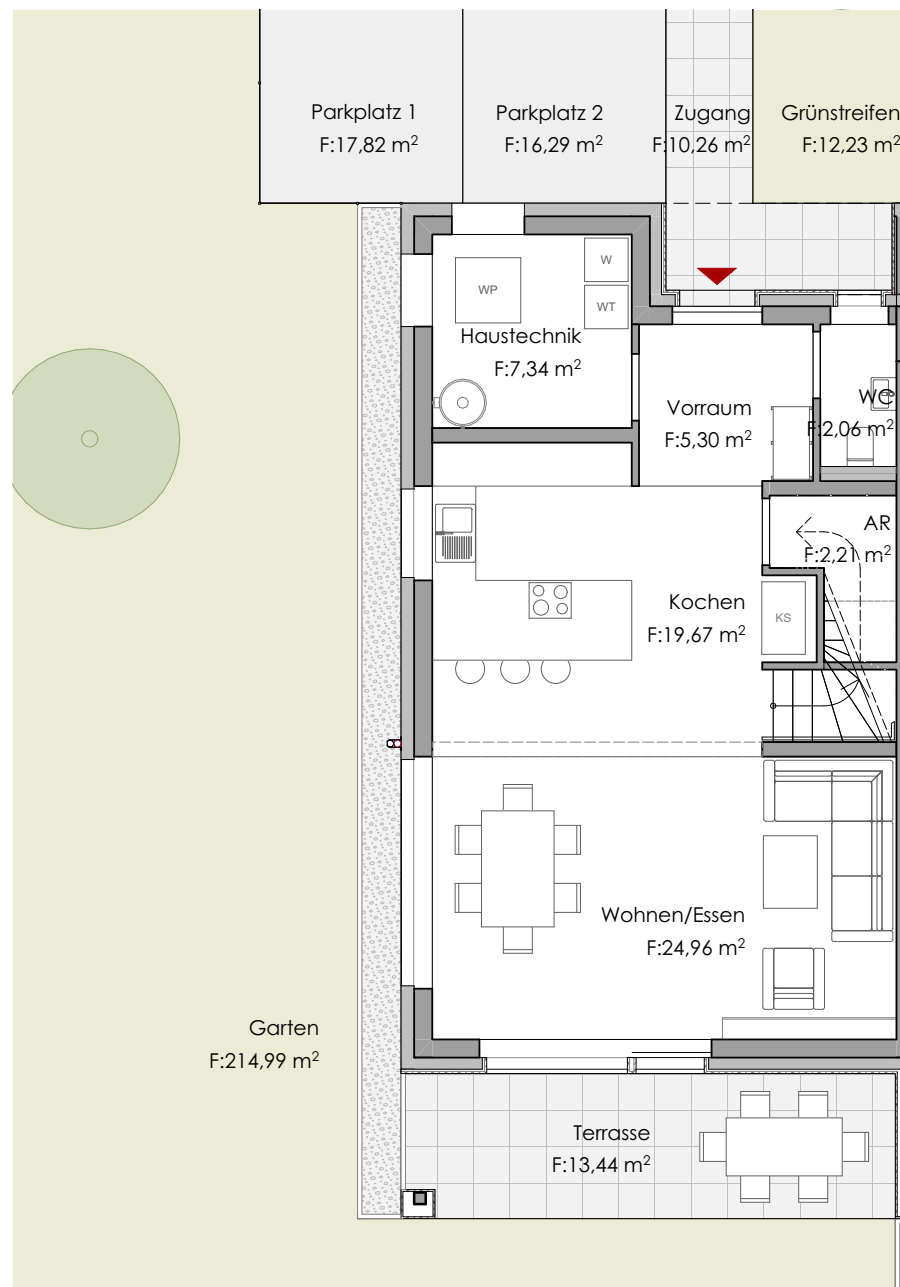 Parkplatz 1
F:17,82 m²
Parkplatz 2
F:16,29 m²
Zugang
F:10,26 m²
Grünstreifen
F:12,23 m²
W
WP
WT
Haustechnik
F:7,34 m²
Vorraum
F:5,30 m²
WC
F:2,06 m²
AR
F:2,21 m²
Kochen
F:19,67 m²
KS
Wohnen/Essen
F:24,96 m²
Garten
F:214,99 m²
Terrasse
F:13,44 m²